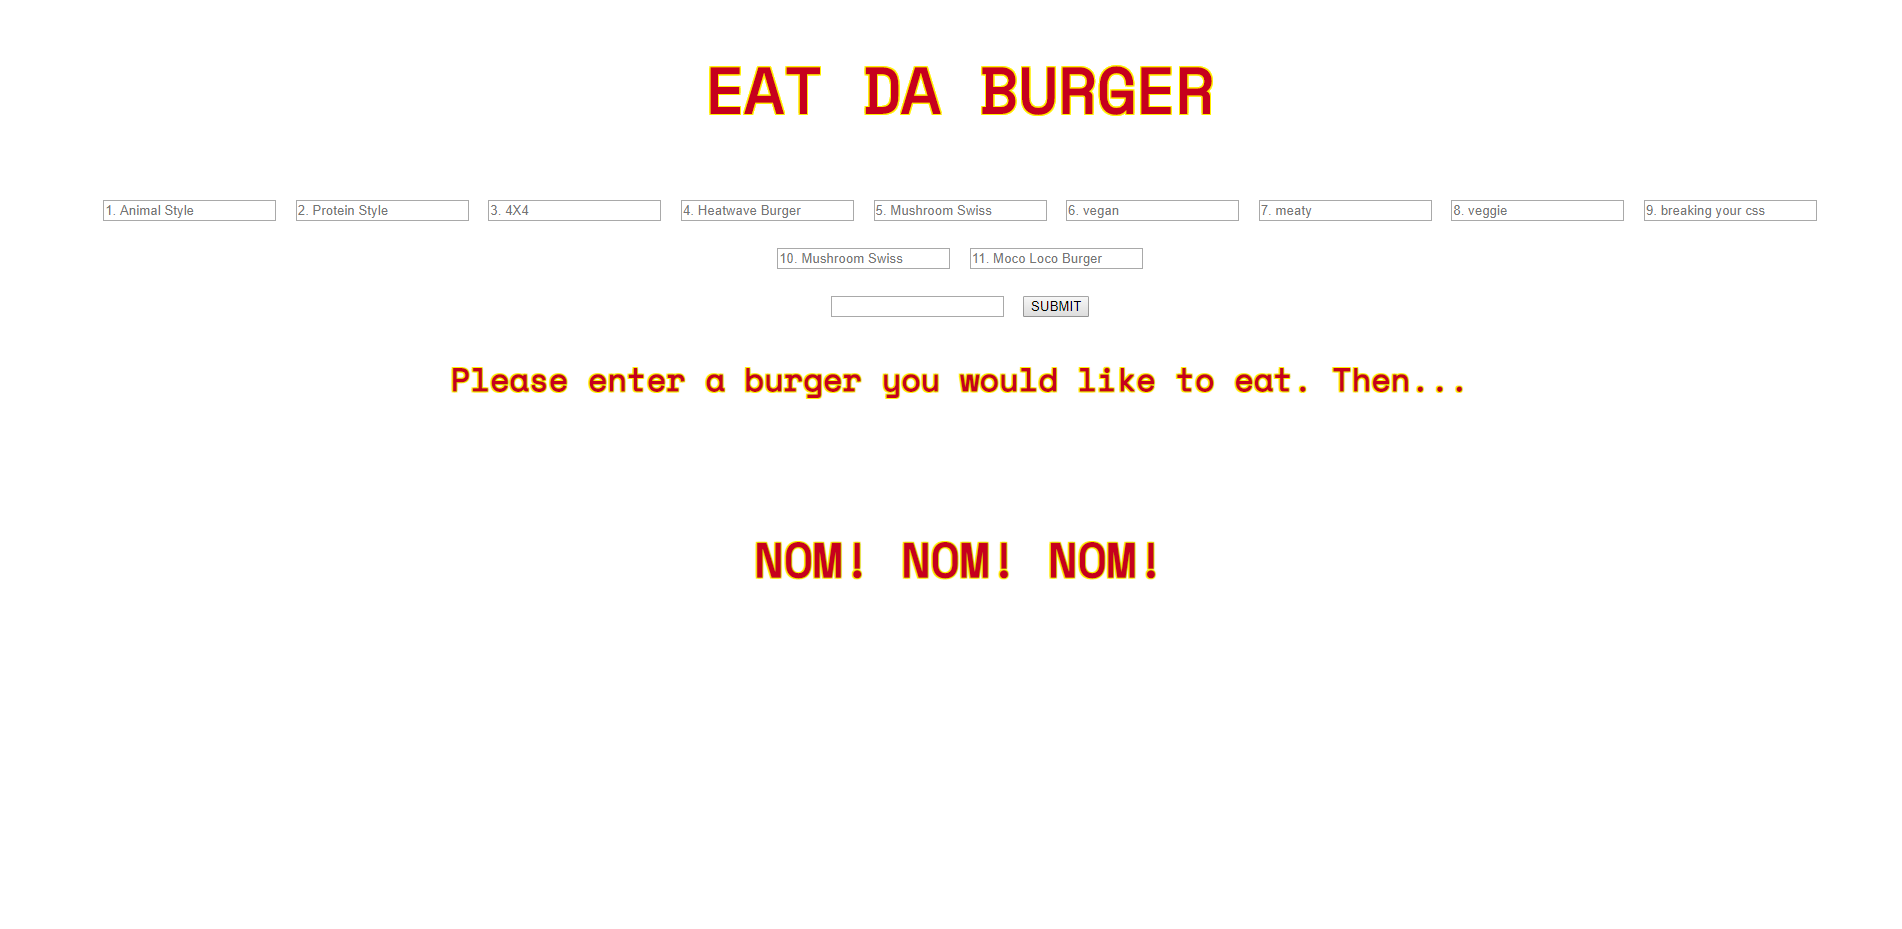 EAT DA BURGER
1. Animal Style 2. Protein Style 3. 4X4 4. Heatwave Burger 5. Mushroom Swiss 6. vegan 7. meaty 8. veggie 9. breaking your css
10. Mushroom Swiss 11. Moco Loco Burger
SUBMIT
Please enter a burger you would like to eat. Then...
NOM! NOM! NOM!